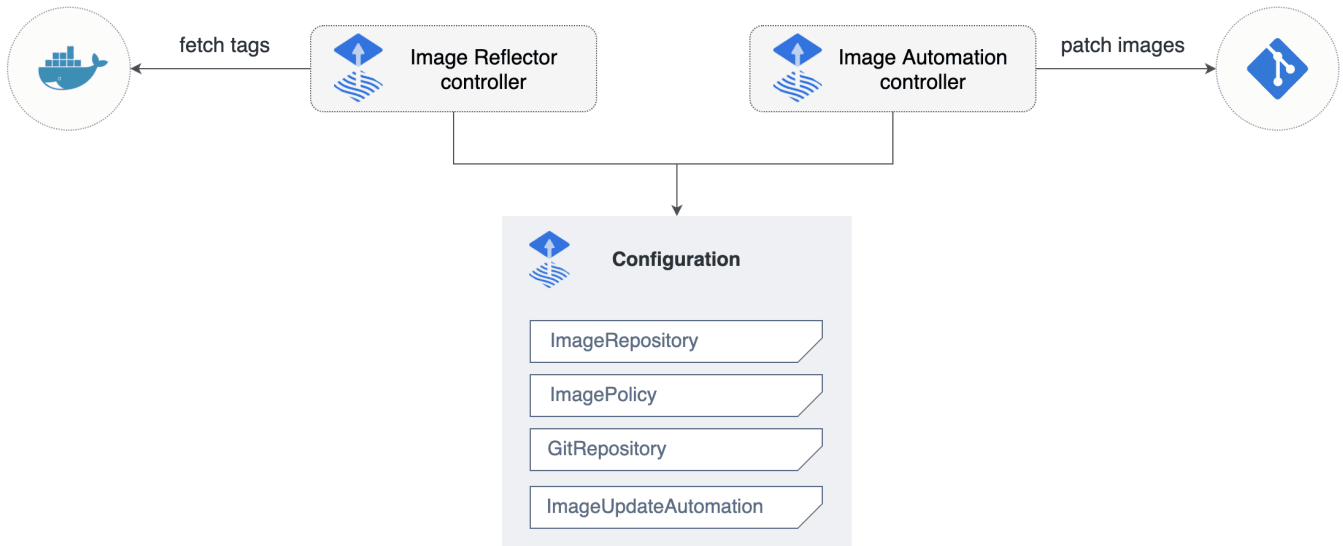 fetch tags
Image Reflector
controller
Image Automation
controller
patch images
Configuration
ImageRepository
ImagePolicy
GitRepository
ImageUpdateAutomation